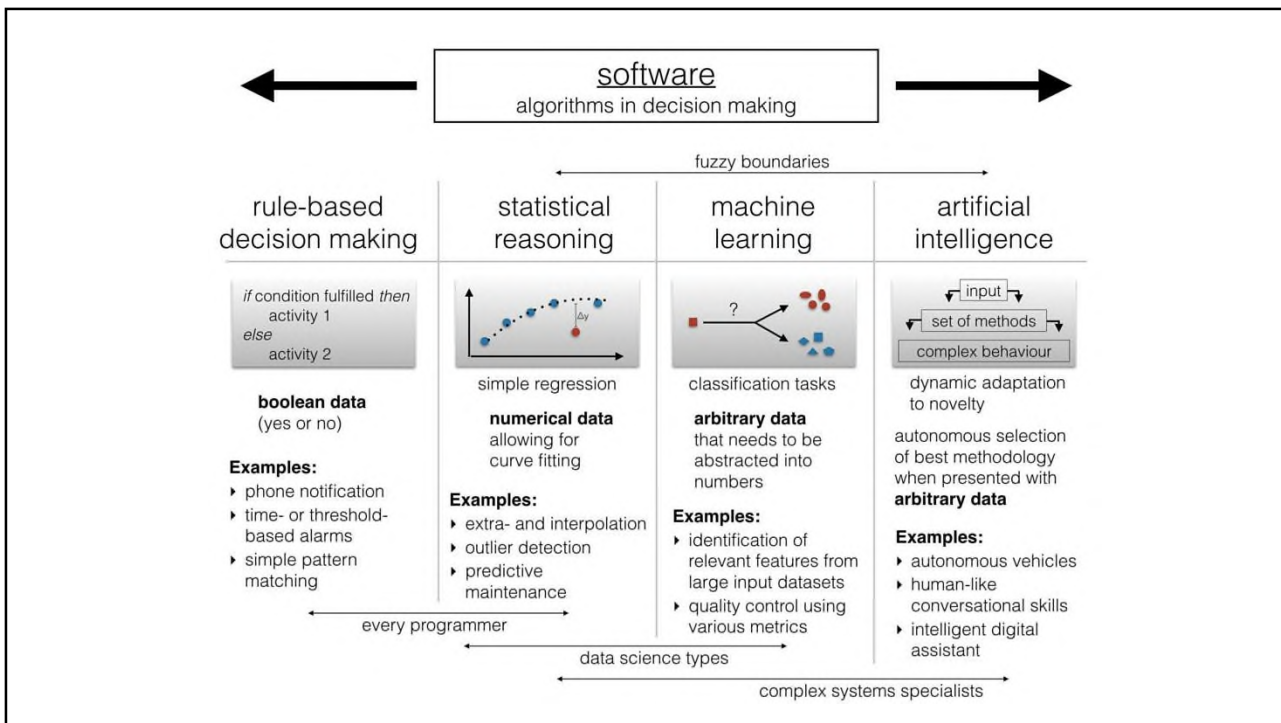 software
algorithms in decision making
fuzzy boundaries
rule-based
decision making
if condition fulfilled then
activity 1
else
activity 2
boolean data
(yes or no)
Examples:
‣ phone notification
‣ time- or threshold-
based alarms
‣ simple pattern
matching
statistical
reasoning
Δy
simple regression
numerical data
allowing for
curve fitting
Examples:
‣ extra- and interpolation
‣ outlier detection
‣ predictive
maintenance
machine
learning
?
classification tasks
arbitrary data
that needs to be
abstracted into
numbers
Examples:
‣ identification of
relevant features from
large input datasets
‣ quality control using
various metrics
artificial
intelligence
input
set of methods
complex behaviour
dynamic adaptation
to novelty
autonomous selection
of best methodology
when presented with
arbitrary data
Examples:
‣ autonomous vehicles
‣ human-like
conversational skills
‣ intelligent digital
assistant
every programmer
data science types
complex systems specialists